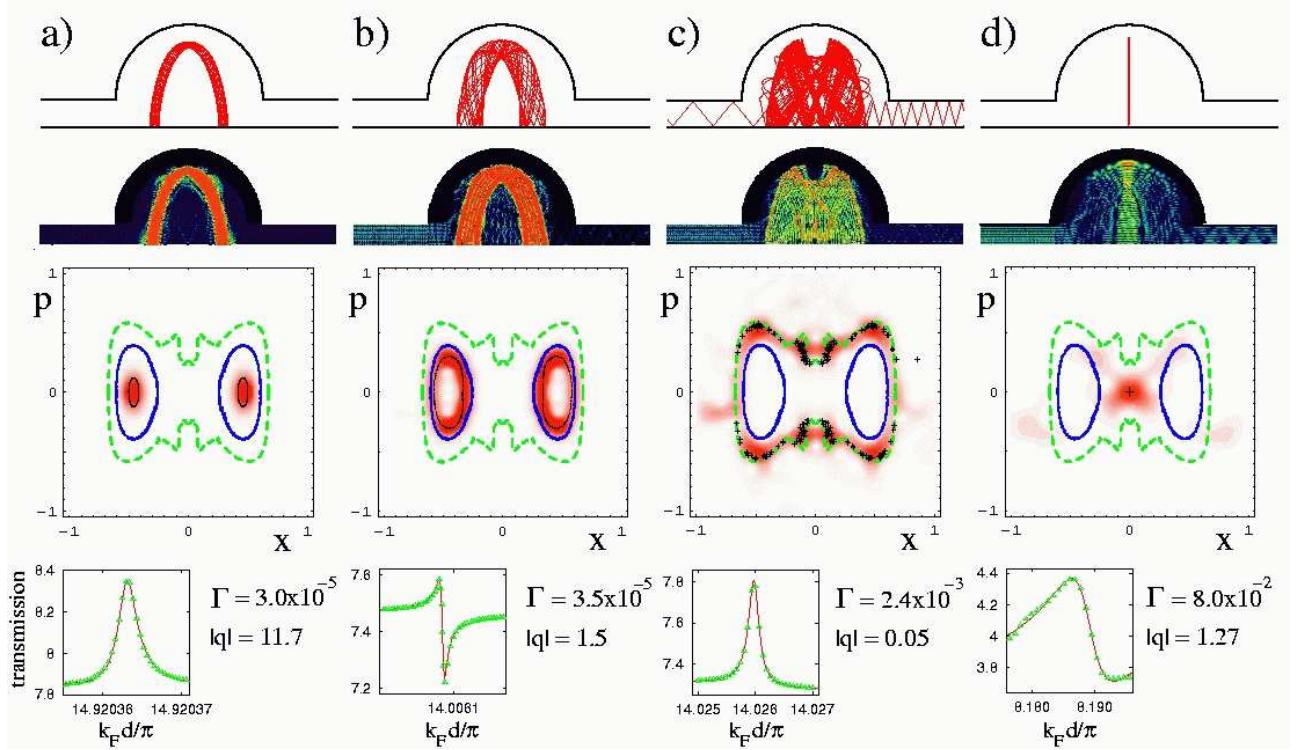 a) b) c) d)
1 1 1 1
p p p p
0 0 0 0
−1 −1 −1 −1
−1 0 1 −1 0 1 −1 0 1 −1 0 1
x x x x
transmission
8.4 7.8 7.8 4.4
8.2 7.6 4.2
8 7.4 7.4 4
7.8 7.2 3.8
Γ = 3.0x10⁻⁵ Γ = 3.5x10⁻⁵ Γ = 2.4x10⁻³ Γ = 8.0x10⁻²
|q| = 11.7 |q| = 1.5 |q| = 0.05 |q| = 1.27
14.92036 14.92037 14.0061 14.025 14.026 14.027 8.180 8.190
k_F d/π k_F d/π k_F d/π k_F d/π